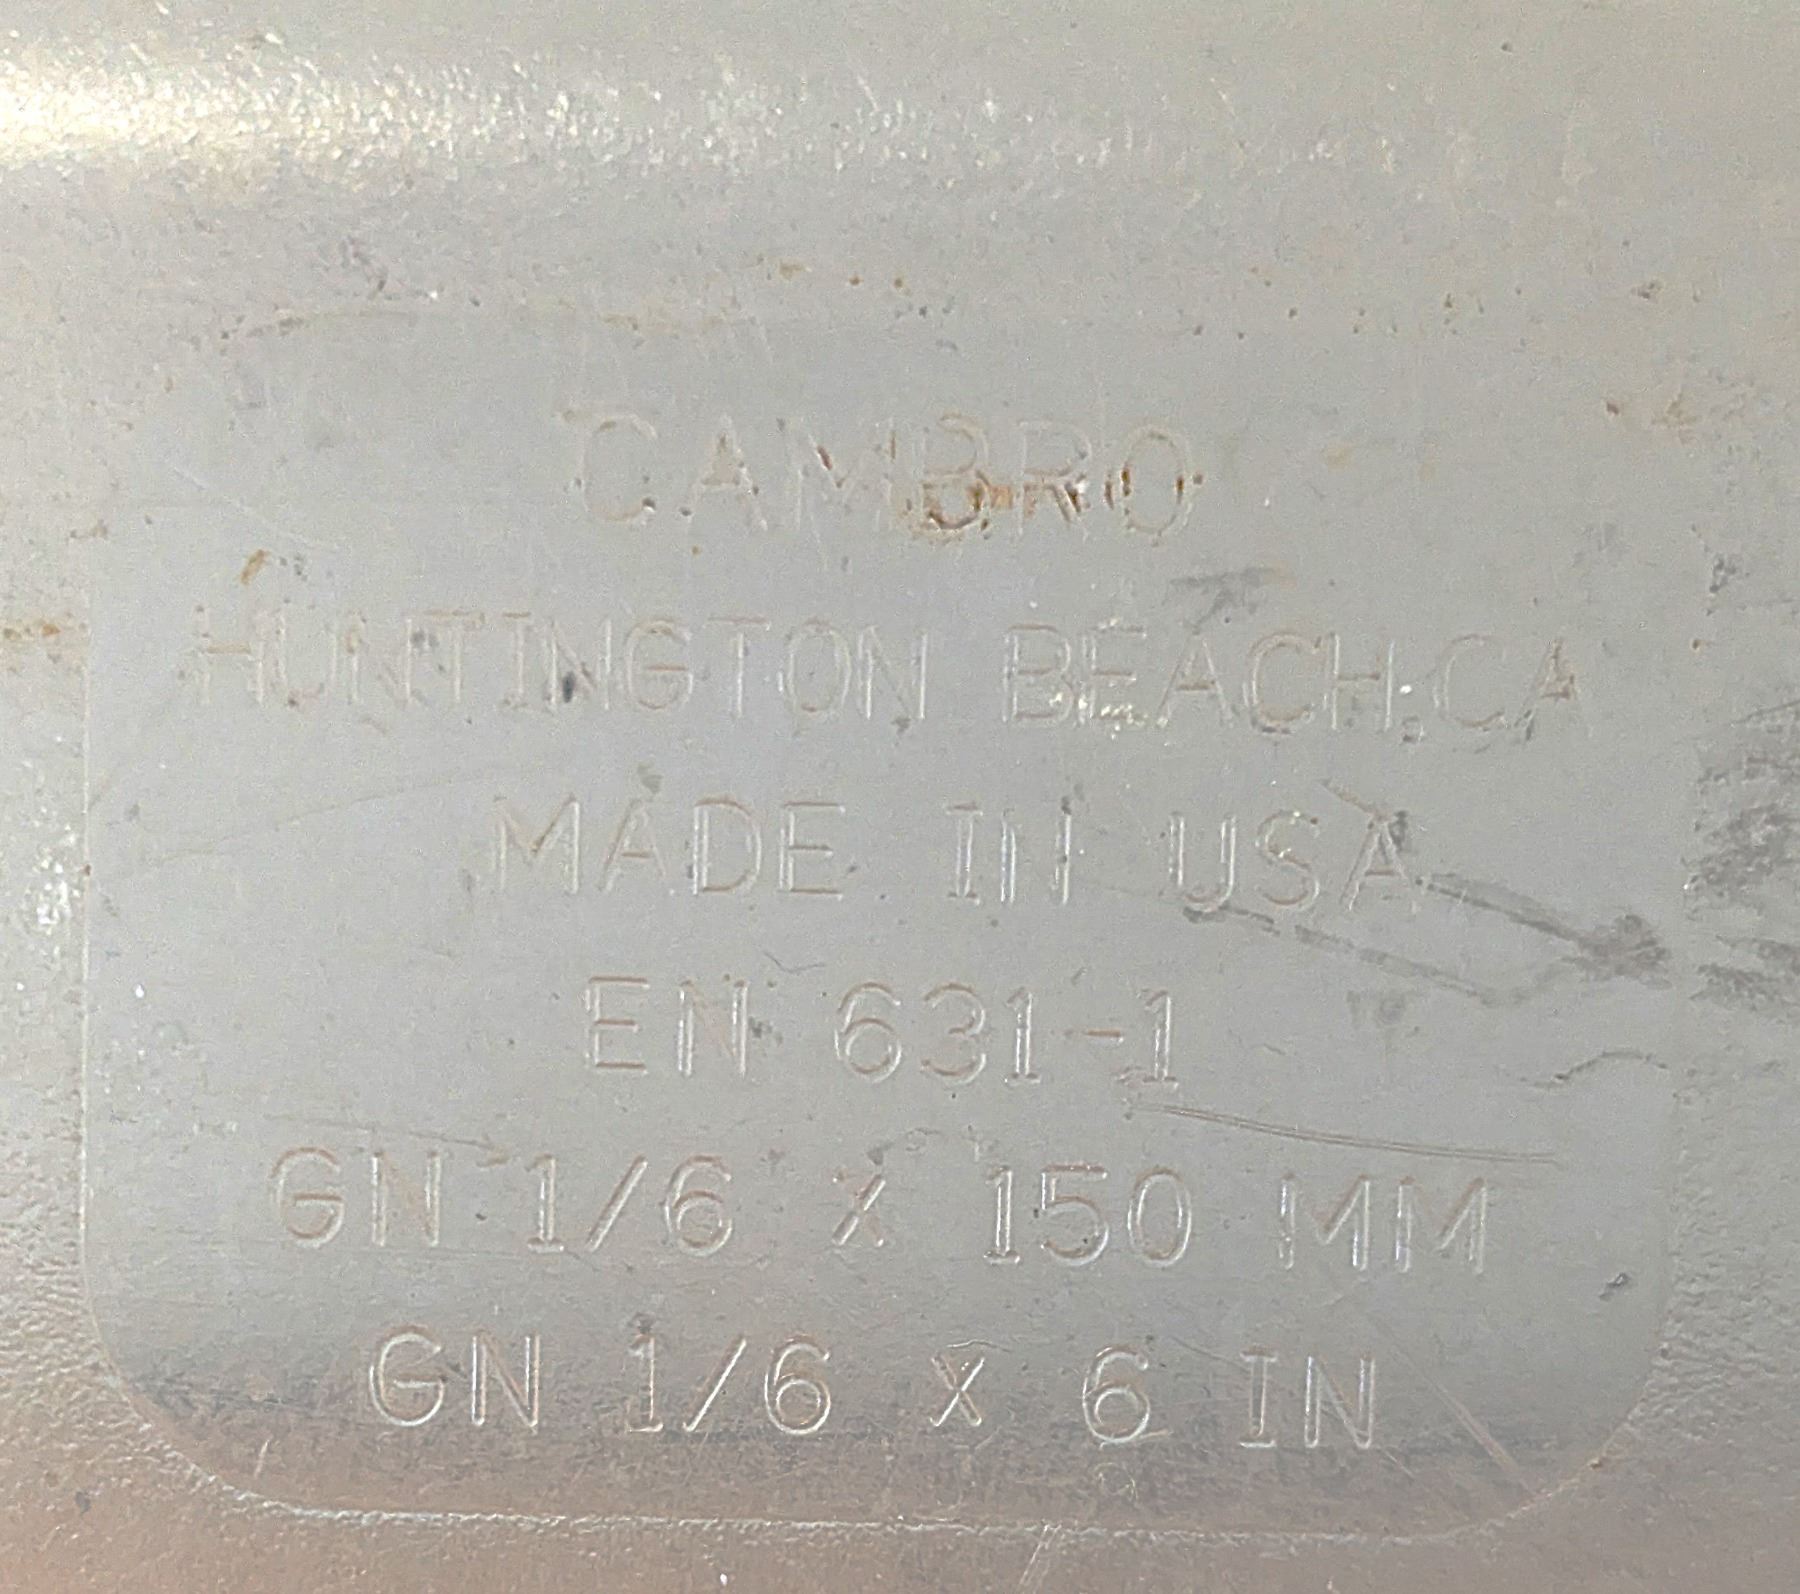 CAMBRO
HUNTINGTON BEACH,CA
MADE IN USA
EN 631-1
GN 1/6 X 150 MM
GN 1/6 X 6 IN